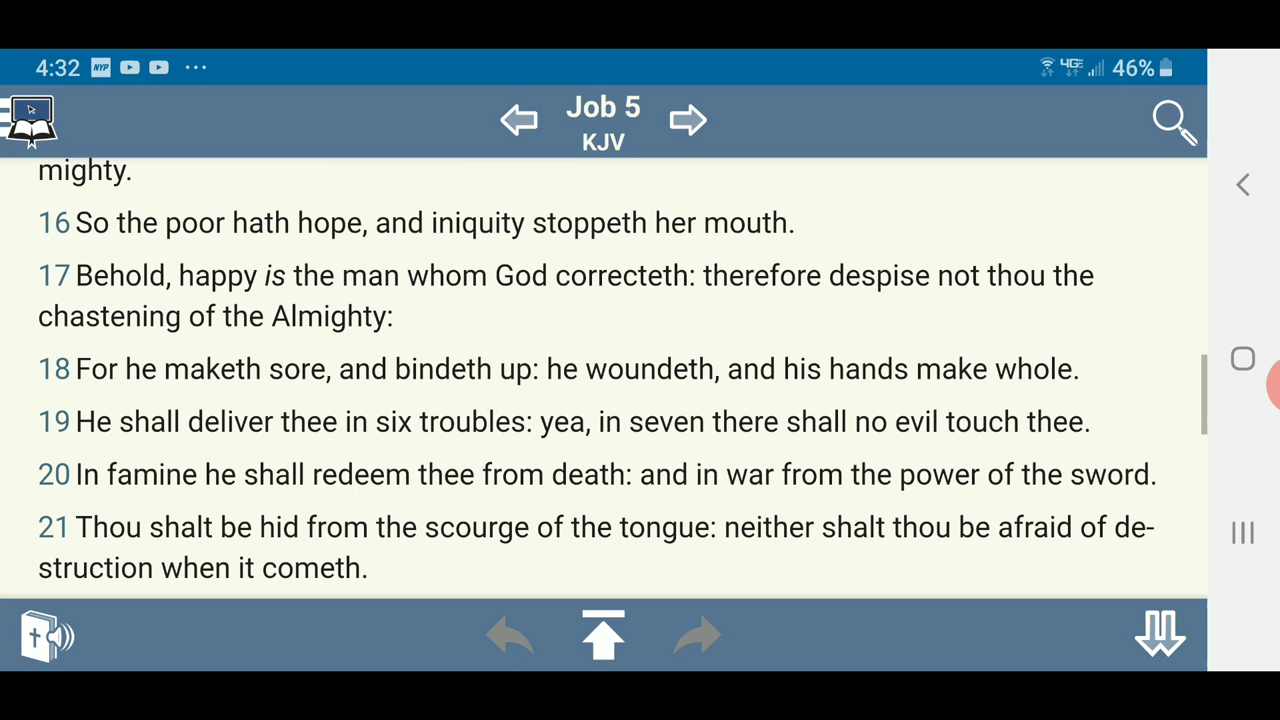 4:32 NYP ... 4GE 46%
Job 5
KJV
mighty.
16 So the poor hath hope, and iniquity stoppeth her mouth.
17 Behold, happy is the man whom God correcteth: therefore despise not thou the
chastening of the Almighty:
18 For he maketh sore, and bindeth up: he woundeth, and his hands make whole.
19 He shall deliver thee in six troubles: yea, in seven there shall no evil touch thee.
20 In famine he shall redeem thee from death: and in war from the power of the sword.
21 Thou shalt be hid from the scourge of the tongue: neither shalt thou be afraid of de-
struction when it cometh.